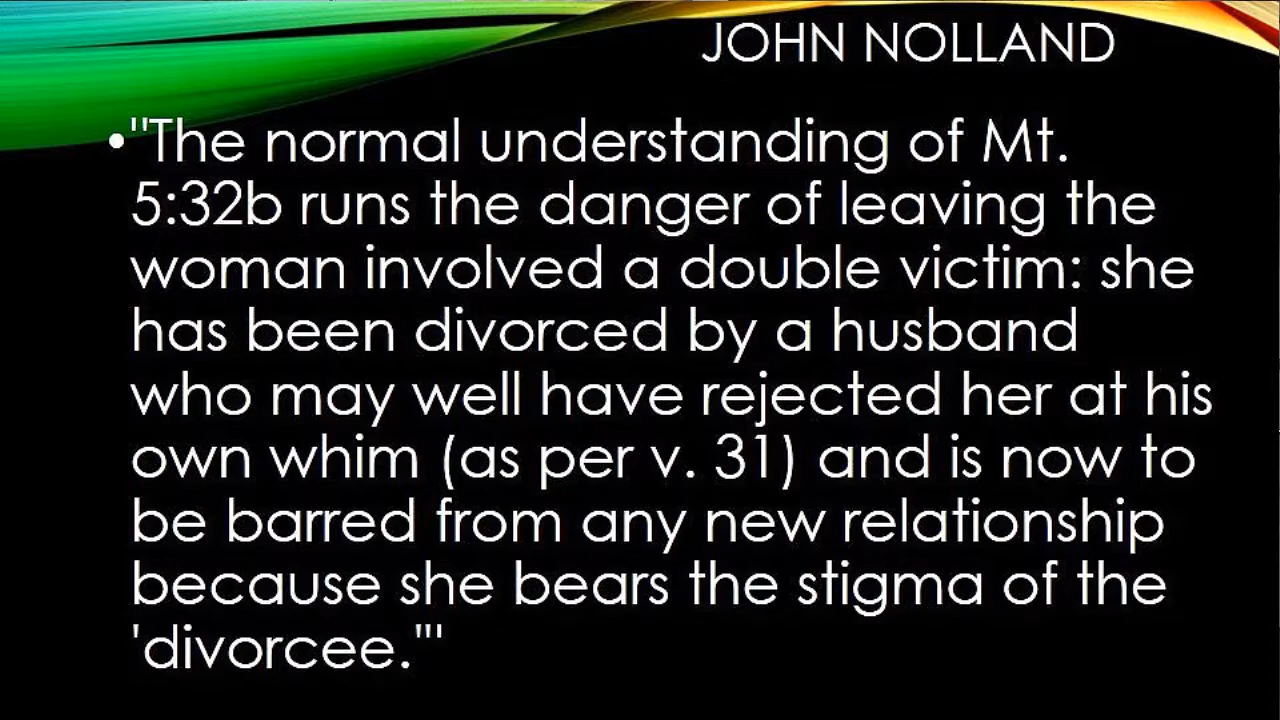 JOHN NOLLAND
•"The normal understanding of Mt.
5:32b runs the danger of leaving the
woman involved a double victim: she
has been divorced by a husband
who may well have rejected her at his
own whim (as per v. 31) and is now to
be barred from any new relationship
because she bears the stigma of the
'divorcee."'